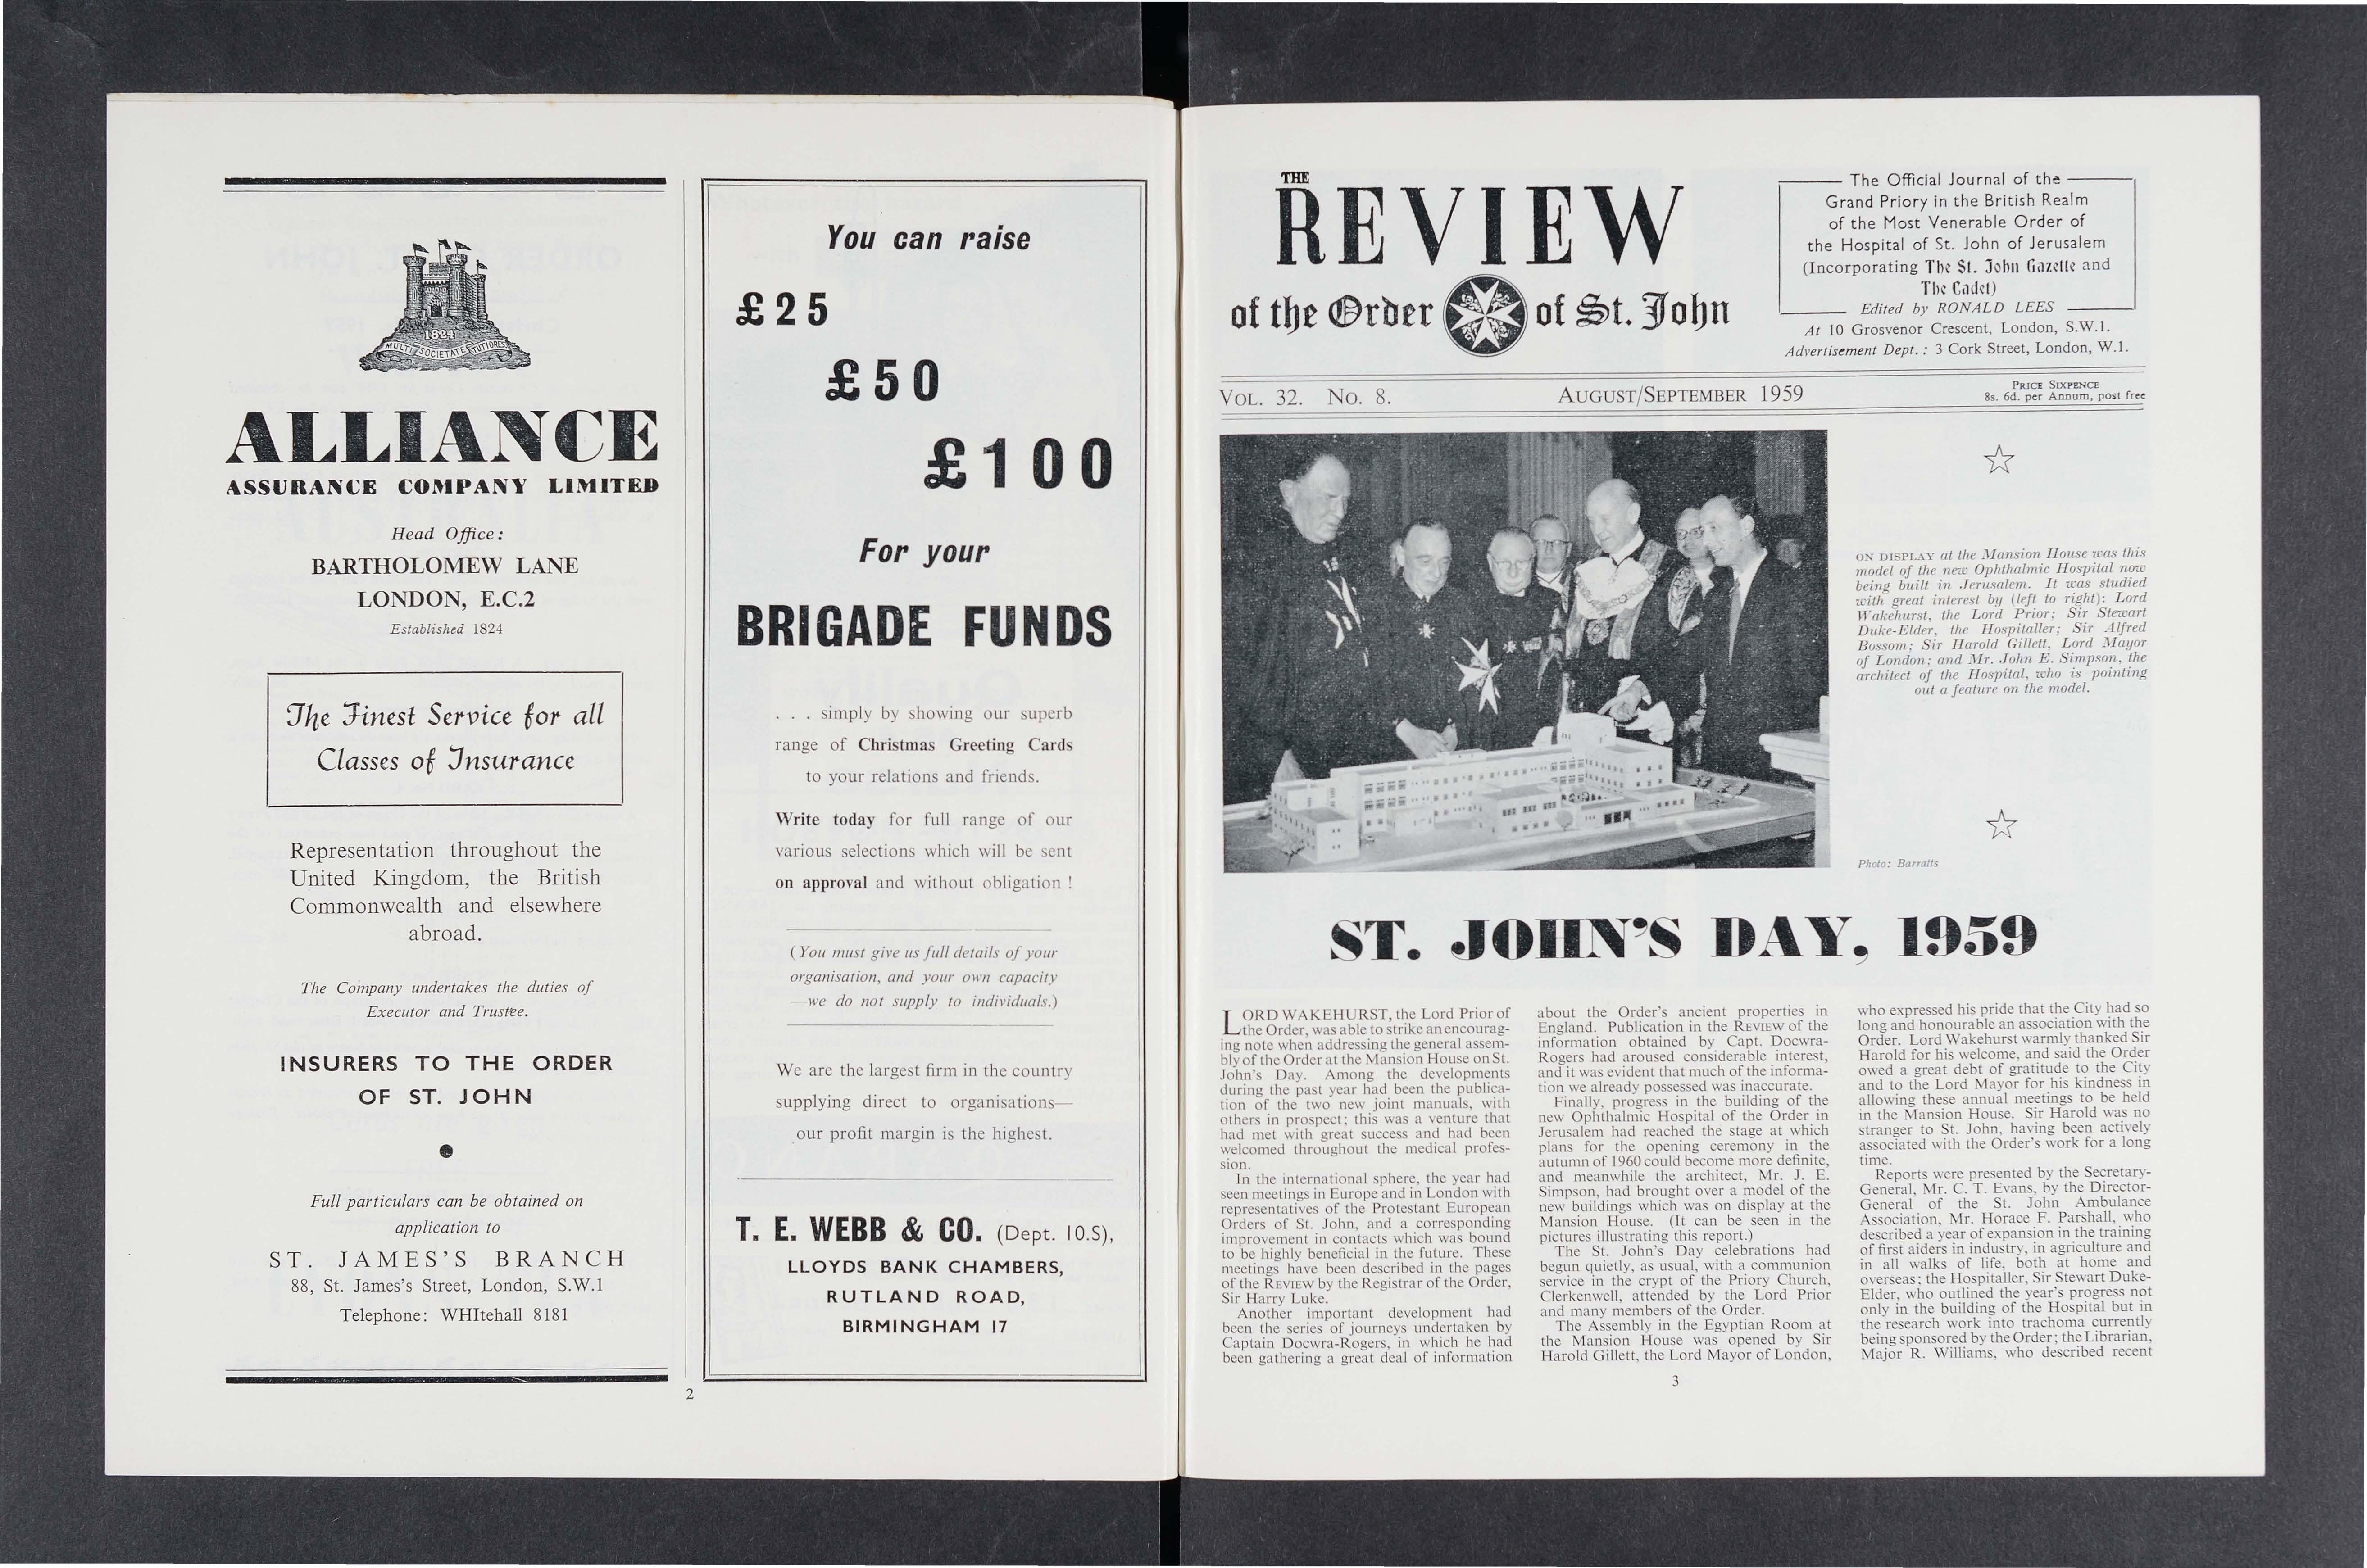 1824
MULTI SOCIETATE TUTIORES
ALLIANCE
ASSURANCE COMPANY LIMITED
Head Office:
BARTHOLOMEW LANE
LONDON, E.C.2
Established 1824
The Finest Service for all
Classes of Insurance
Representation throughout the
United Kingdom, the British
Commonwealth and elsewhere
abroad.
The Company undertakes the duties of
Executor and Trustee.
INSURERS TO THE ORDER
OF ST. JOHN
Full particulars can be obtained on
application to
ST. JAMES'S BRANCH
88, St. James's Street, London, S.W.1
Telephone: WHItehall 8181
You can raise
£25
£50
£100
For your
BRIGADE FUNDS
. . . simply by showing our superb
range of Christmas Greeting Cards
to your relations and friends.
Write today for full range of our
various selections which will be sent
on approval and without obligation !
(You must give us full details of your
organisation, and your own capacity
—we do not supply to individuals.)
We are the largest firm in the country
supplying direct to organisations—
our profit margin is the highest.
T. E. WEBB & CO. (Dept. 10.S),
LLOYDS BANK CHAMBERS,
RUTLAND ROAD,
BIRMINGHAM 17
2
THE
REVIEW
of the Order of St. John
The Official Journal of the
Grand Priory in the British Realm
of the Most Venerable Order of
the Hospital of St. John of Jerusalem
(Incorporating The St. John Gazette and
The Cadet)
Edited by RONALD LEES
At 10 Grosvenor Crescent, London, S.W.1.
Advertisement Dept. : 3 Cork Street, London, W.1.
VOL. 32. NO. 8.
AUGUST/SEPTEMBER 1959
PRICE SIXPENCE
8s. 6d. per Annum, post free
ON DISPLAY at the Mansion House was this
model of the new Ophthalmic Hospital now
being built in Jerusalem. It was studied
with great interest by (left to right): Lord
Wakehurst, the Lord Prior; Sir Stewart
Duke-Elder, the Hospitaller; Sir Alfred
Bossom; Sir Harold Gillett, Lord Mayor
of London; and Mr. John E. Simpson, the
architect of the Hospital, who is pointing
out a feature on the model.
Photo: Barratts
ST. JOHN'S DAY, 1959
LORD WAKEHURST, the Lord Prior of
the Order, was able to strike an encourag-
ing note when addressing the general assem-
bly of the Order at the Mansion House on St.
John's Day. Among the developments
during the past year had been the publica-
tion of the two new joint manuals, with
others in prospect; this was a venture that
had met with great success and had been
welcomed throughout the medical profes-
sion.
In the international sphere, the year had
seen meetings in Europe and in London with
representatives of the Protestant European
Orders of St. John, and a corresponding
improvement in contacts which was bound
to be highly beneficial in the future. These
meetings have been described in the pages
of the REVIEW by the Registrar of the Order,
Sir Harry Luke.
Another important development had
been the series of journeys undertaken by
Captain Docwra-Rogers, in which he had
been gathering a great deal of information
about the Order's ancient properties in
England. Publication in the REVIEW of the
information obtained by Capt. Docwra-
Rogers had aroused considerable interest,
and it was evident that much of the informa-
tion we already possessed was inaccurate.
Finally, progress in the building of the
new Ophthalmic Hospital of the Order in
Jerusalem had reached the stage at which
plans for the opening ceremony in the
autumn of 1960 could become more definite,
and meanwhile the architect, Mr. J. E.
Simpson, had brought over a model of the
new buildings which was on display at the
Mansion House. (It can be seen in the
pictures illustrating this report.)
The St. John's Day celebrations had
begun quietly, as usual, with a communion
service in the crypt of the Priory Church,
Clerkenwell, attended by the Lord Prior
and many members of the Order.
The Assembly in the Egyptian Room at
the Mansion House was opened by Sir
Harold Gillett, the Lord Mayor of London,
who expressed his pride that the City had so
long and honourable an association with the
Order. Lord Wakehurst warmly thanked Sir
Harold for his welcome, and said the Order
owed a great debt of gratitude to the City
and to the Lord Mayor for his kindness in
allowing these annual meetings to be held
in the Mansion House. Sir Harold was no
stranger to St. John, having been actively
associated with the Order's work for a long
time.
Reports were presented by the Secretary-
General, Mr. C. T. Evans, by the Director-
General of the St. John Ambulance
Association, Mr. Horace F. Parshall, who
described a year of expansion in the training
of first aiders in industry, in agriculture and
in all walks of life, both at home and
overseas; the Hospitaller, Sir Stewart Duke-
Elder, who outlined the year's progress not
only in the building of the Hospital but in
the research work into trachoma currently
being sponsored by the Order; the Librarian,
Major R. Williams, who described recent
3